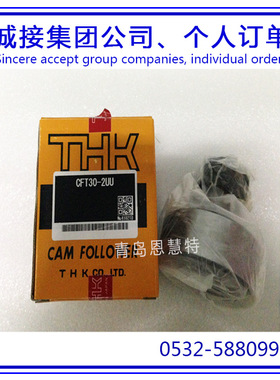 诚接集团公司、个人订单
Sincere accept group companies, individual orders
THK
CFT30-2UU
青岛恩慧特
CAM FOLLOWER
THK CO., LTD.
0532-588099